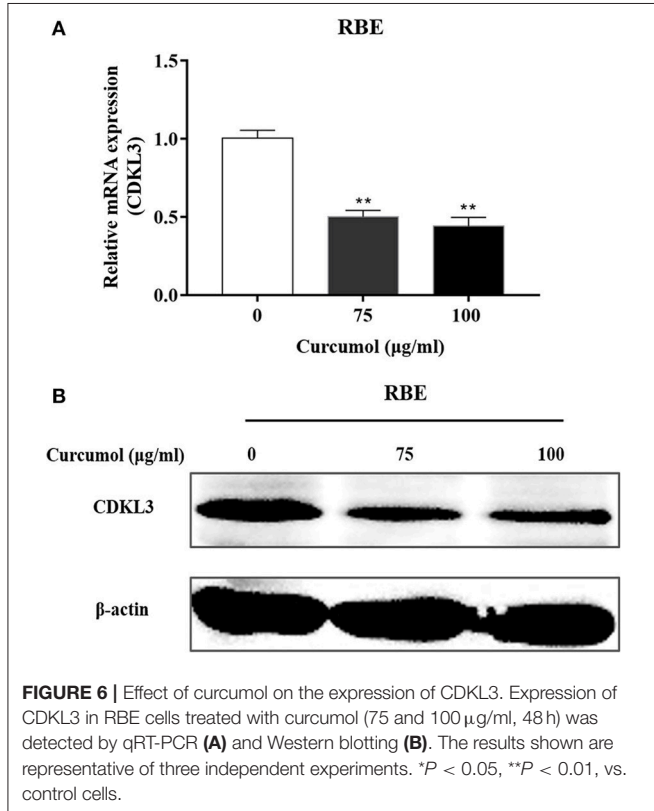 A
RBE
Relative mRNA expression
(CDKL3)
1.5
1.0
0.5
0.0
**
**
0
75
100
Curcumol (μg/ml)
B
RBE
Curcumol (μg/ml) 0 75 100
CDKL3
β-actin
FIGURE 6 | Effect of curcumol on the expression of CDKL3. Expression of
CDKL3 in RBE cells treated with curcumol (75 and 100 μg/ml, 48 h) was
detected by qRT-PCR (A) and Western blotting (B). The results shown are
representative of three independent experiments. *P < 0.05, **P < 0.01, vs.
control cells.